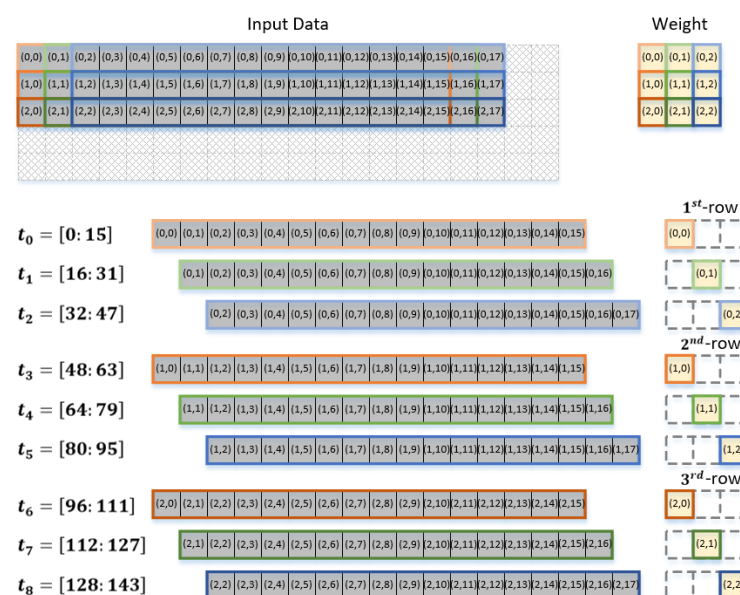 Input Data Weight
(0,0) (0,1) (0,2) (0,3) (0,4) (0,5) (0,6) (0,7) (0,8) (0,9) (0,10) (0,11) (0,12) (0,13) (0,14) (0,15) (0,16) (0,17) (0,0) (0,1) (0,2)
(1,0) (1,1) (1,2) (1,3) (1,4) (1,5) (1,6) (1,7) (1,8) (1,9) (1,10) (1,11) (1,12) (1,13) (1,14) (1,15) (1,16) (1,17) (1,0) (1,1) (1,2)
(2,0) (2,1) (2,2) (2,3) (2,4) (2,5) (2,6) (2,7) (2,8) (2,9) (2,10) (2,11) (2,12) (2,13) (2,14) (2,15) (2,16) (2,17) (2,0) (2,1) (2,2)
1st-row
t0 = [0: 15] (0,0) (0,1) (0,2) (0,3) (0,4) (0,5) (0,6) (0,7) (0,8) (0,9) (0,10) (0,11) (0,12) (0,13) (0,14) (0,15) (0,0)
t1 = [16: 31] (0,1) (0,2) (0,3) (0,4) (0,5) (0,6) (0,7) (0,8) (0,9) (0,10) (0,11) (0,12) (0,13) (0,14) (0,15) (0,16) (0,1)
t2 = [32: 47] (0,2) (0,3) (0,4) (0,5) (0,6) (0,7) (0,8) (0,9) (0,10) (0,11) (0,12) (0,13) (0,14) (0,15) (0,16) (0,17) (0,2
2nd-row
t3 = [48: 63] (1,0) (1,1) (1,2) (1,3) (1,4) (1,5) (1,6) (1,7) (1,8) (1,9) (1,10) (1,11) (1,12) (1,13) (1,14) (1,15) (1,0)
t4 = [64: 79] (1,1) (1,2) (1,3) (1,4) (1,5) (1,6) (1,7) (1,8) (1,9) (1,10) (1,11) (1,12) (1,13) (1,14) (1,15) (1,16) (1,1)
t5 = [80: 95] (1,2) (1,3) (1,4) (1,5) (1,6) (1,7) (1,8) (1,9) (1,10) (1,11) (1,12) (1,13) (1,14) (1,15) (1,16) (1,17) (1,2
3rd-row
t6 = [96: 111] (2,0) (2,1) (2,2) (2,3) (2,4) (2,5) (2,6) (2,7) (2,8) (2,9) (2,10) (2,11) (2,12) (2,13) (2,14) (2,15) (2,0)
t7 = [112: 127] (2,1) (2,2) (2,3) (2,4) (2,5) (2,6) (2,7) (2,8) (2,9) (2,10) (2,11) (2,12) (2,13) (2,14) (2,15) (2,16) (2,1)
t8 = [128: 143] (2,2) (2,3) (2,4) (2,5) (2,6) (2,7) (2,8) (2,9) (2,10) (2,11) (2,12) (2,13) (2,14) (2,15) (2,16) (2,17) (2,2